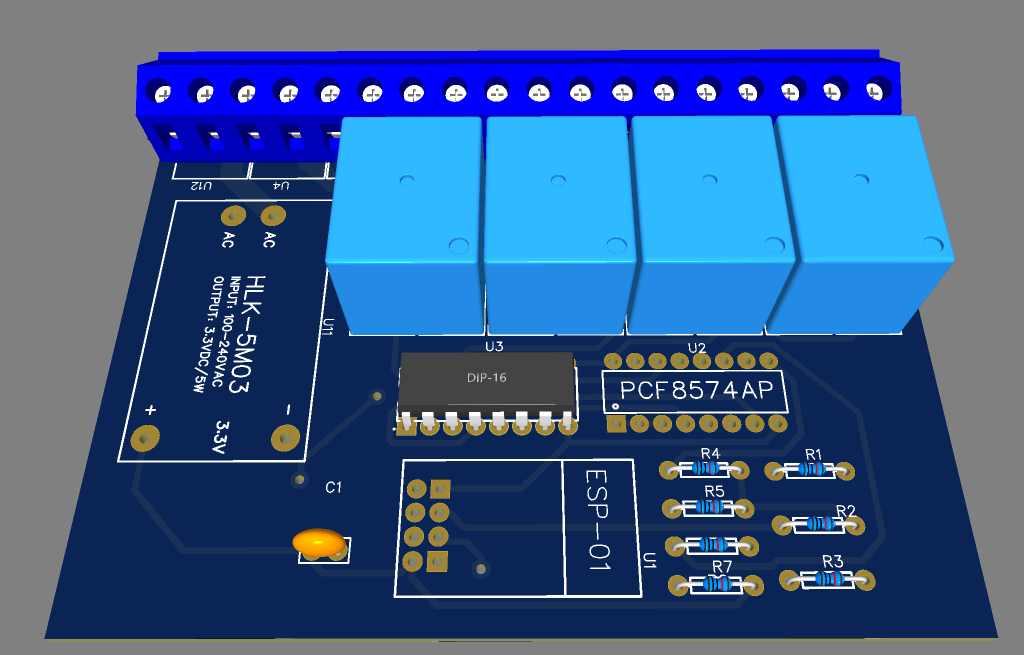 U12
U4
AC
AC
HLK-5M03
INPUT: 100-240VAC
OUTPUT: 3.3VDC/5W
U11
+
3.3V
-
U3
DIP-16
U2
PCF8574AP
C1
ESP-01
U1
R4
R1
R5
R2
R7
R3